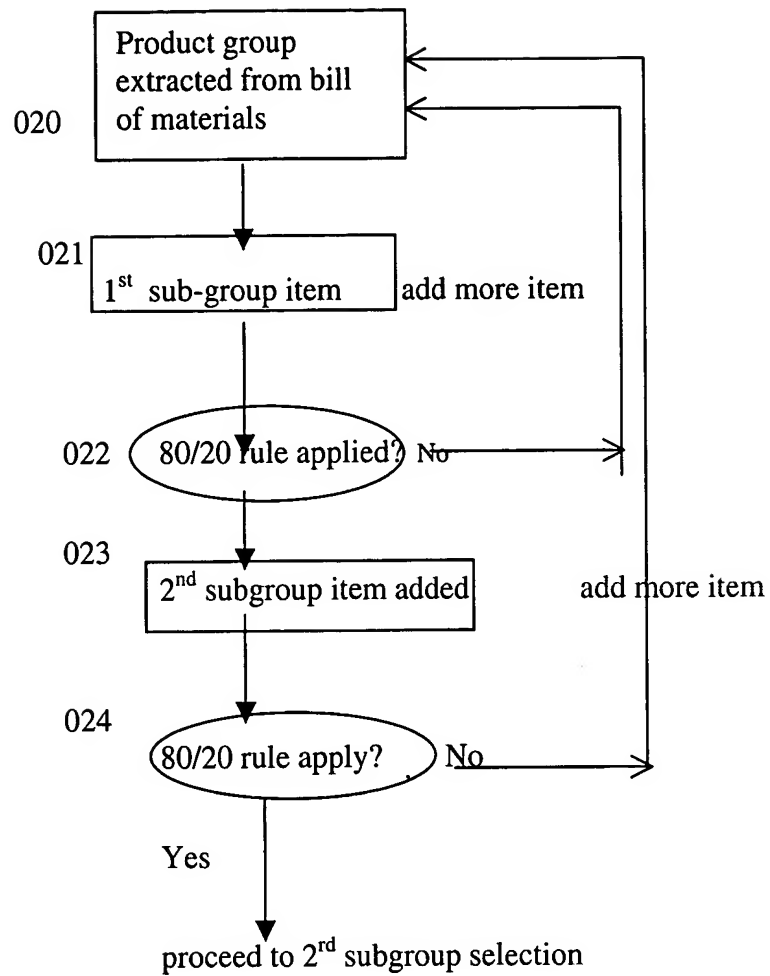 Product group
extracted from bill
of materials
020
021
1st sub-group item
add more item
022
80/20 rule applied?
No
023
2nd subgroup item added
add more item
024
80/20 rule apply?
No
Yes
proceed to 2rd subgroup selection